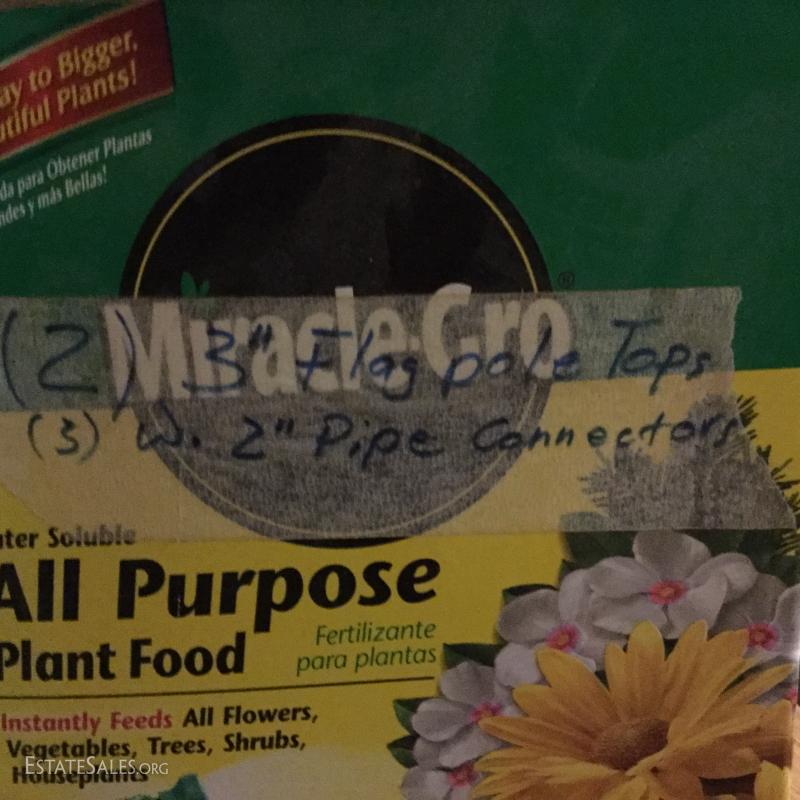 ay to Bigger,
utiful Plants!
da para Obtener Plantas
ndes y más Bellas!
®
Miracle-Gro
(2) 3" Flag pole Tops
(3) w. 2" Pipe Connectors
ter Soluble
All Purpose
Plant Food
Fertilizante
para plantas
Instantly Feeds All Flowers,
Vegetables, Trees, Shrubs,
Houseplants
ESTATESALES.ORG